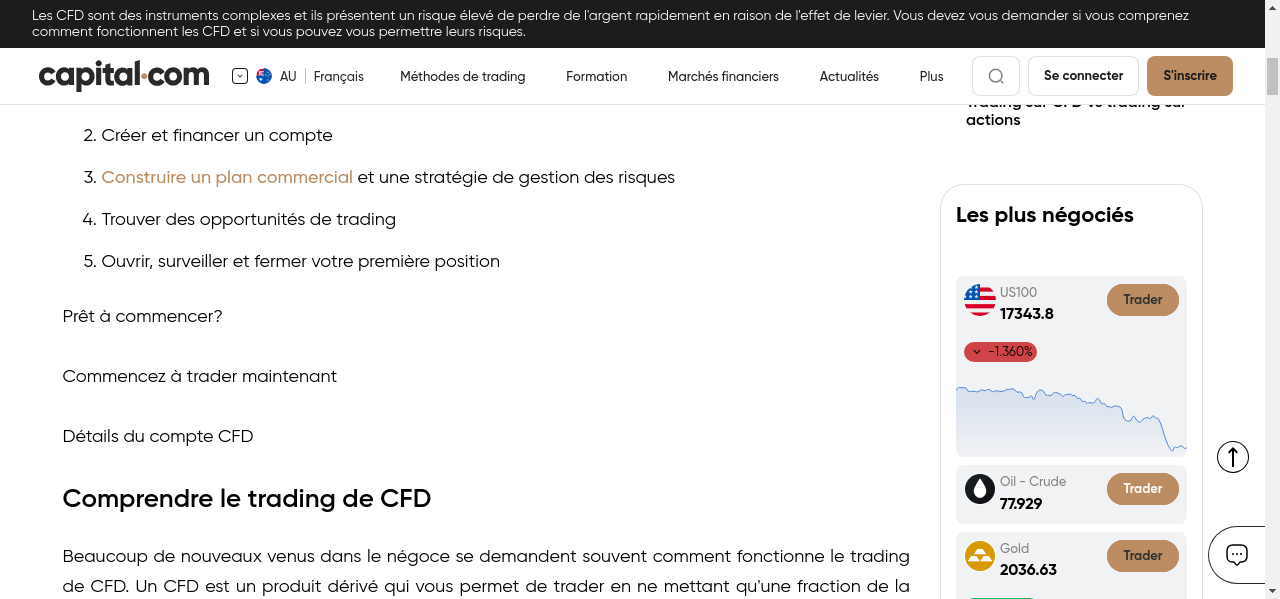 Les CFD sont des instruments complexes et ils présentent un risque élevé de perdre de l'argent rapidement en raison de l'effet de levier. Vous devez vous demander si vous comprenez
comment fonctionnent les CFD et si vous pouvez vous permettre leurs risques.
capital.com
AU
Français
Méthodes de trading
Formation
Marchés financiers
Actualités
Plus
Se connecter
S'inscrire
2. Créer et financer un compte
3. Construire un plan commercial et une stratégie de gestion des risques
4. Trouver des opportunités de trading
5. Ouvrir, surveiller et fermer votre première position
Prêt à commencer?
Commencez à trader maintenant
Détails du compte CFD
Comprendre le trading de CFD
Beaucoup de nouveaux venus dans le négoce se demandent souvent comment fonctionne le trading
de CFD. Un CFD est un produit dérivé qui vous permet de trader en ne mettant qu'une fraction de la
Trading sur CFD vs trading sur
actions
Les plus négociés
US100
17343.8
Trader
-1.360%
Oil - Crude
77.929
Trader
Gold
2036.63
Trader